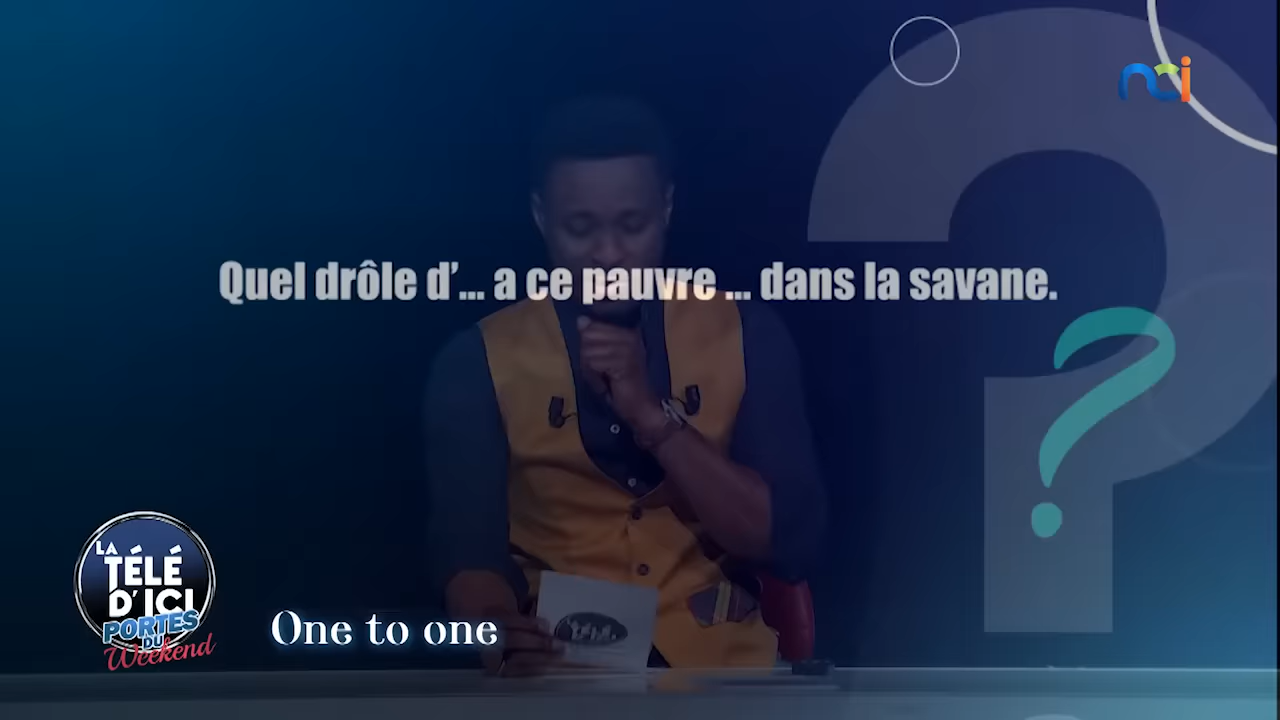 nci
Quel drôle d’... a ce pauvre ... dans la savane.
LA
TÉLÉ
D’ICI
PORTES
DU
Weekend
One to one